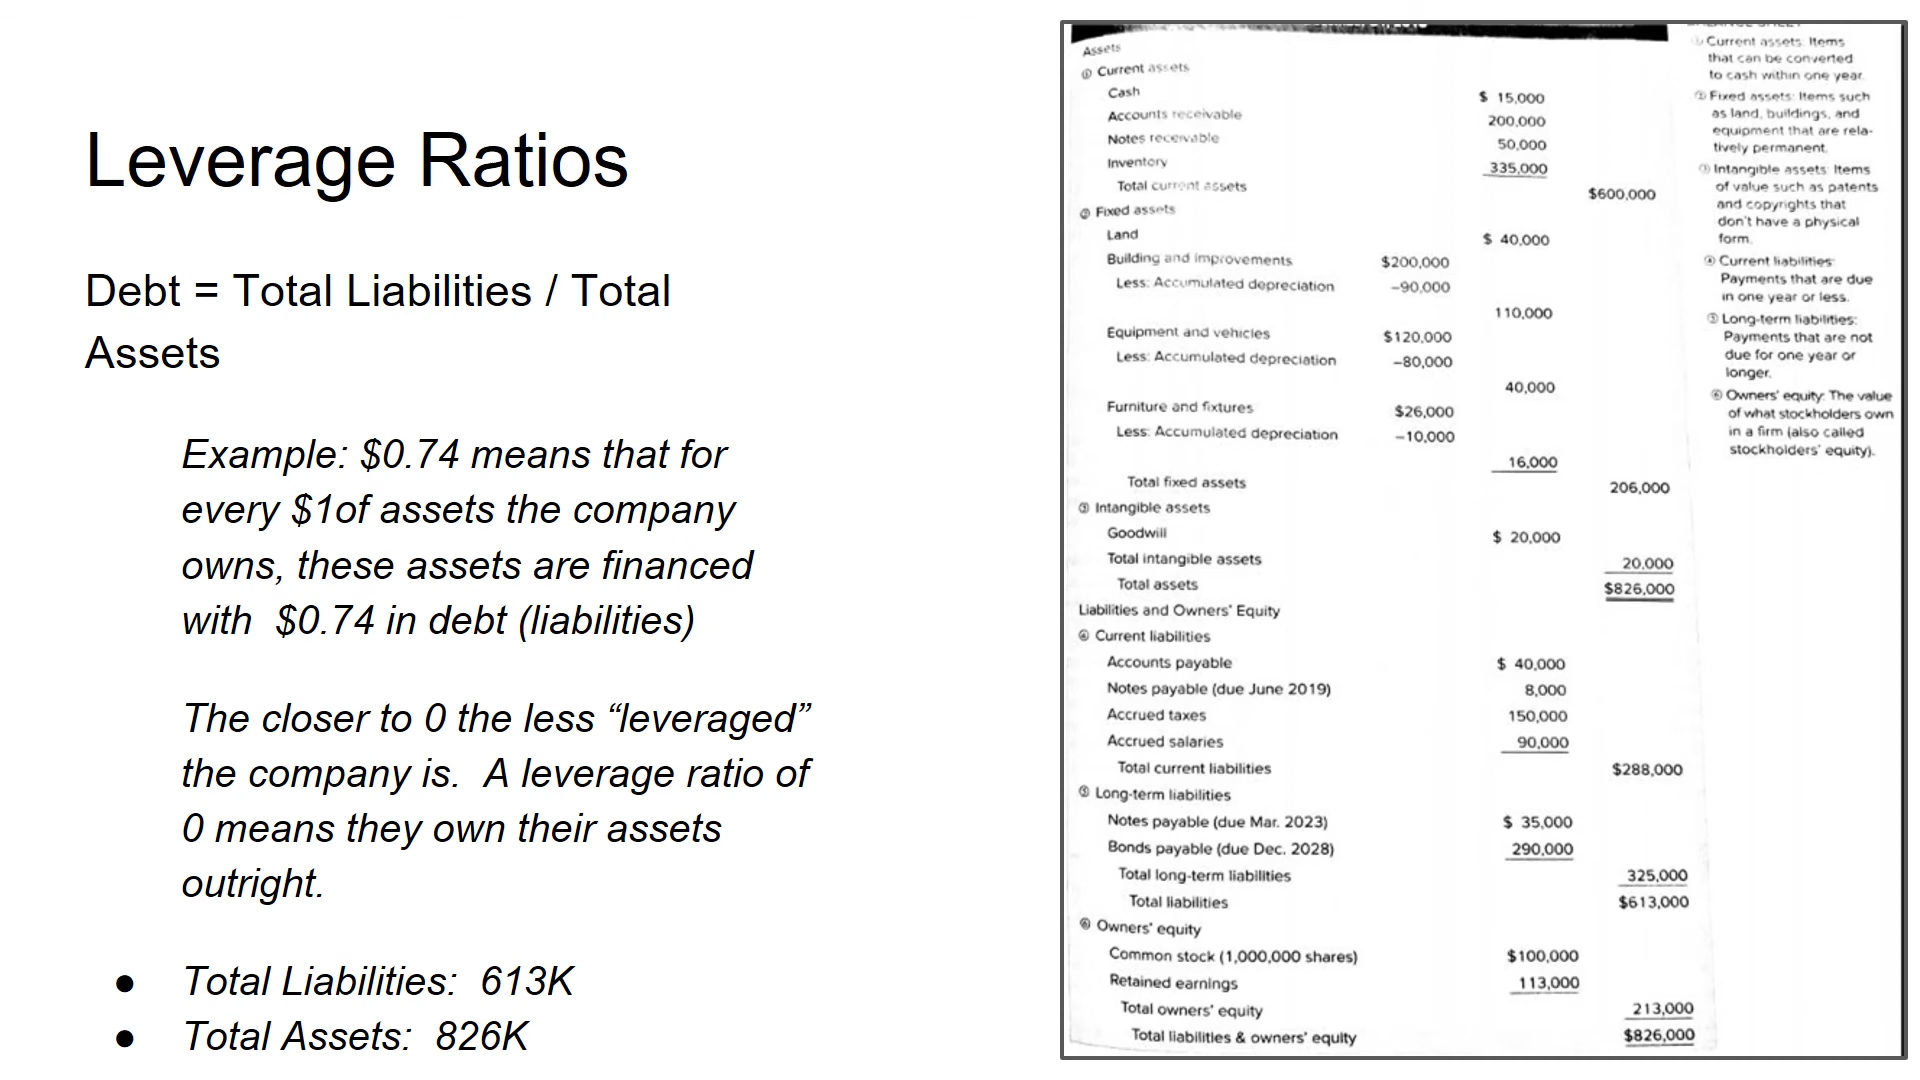 Leverage Ratios
Debt = Total Liabilities / Total
Assets
Example: $0.74 means that for
every $1of assets the company
owns, these assets are financed
with  $0.74 in debt (liabilities)
The closer to 0 the less “leveraged”
the company is.  A leverage ratio of
0 means they own their assets
outright.
● Total Liabilities:  613K
● Total Assets:  826K
Assets
① Current assets
Cash $ 15,000
Accounts receivable 200,000
Notes receivable 50,000
Inventory 335,000
Total current assets $600,000
② Fixed assets
Land $ 40,000
Building and improvements $200,000
Less: Accumulated depreciation −90,000
110,000
Equipment and vehicles $120,000
Less: Accumulated depreciation −80,000
40,000
Furniture and fixtures $26,000
Less: Accumulated depreciation −10,000
16,000
Total fixed assets 206,000
③ Intangible assets
Goodwill $ 20,000
Total intangible assets 20,000
Total assets $826,000
Liabilities and Owners' Equity
④ Current liabilities
Accounts payable $ 40,000
Notes payable (due June 2019) 8,000
Accrued taxes 150,000
Accrued salaries 90,000
Total current liabilities $288,000
⑤ Long-term liabilities
Notes payable (due Mar. 2023) $ 35,000
Bonds payable (due Dec. 2028) 290,000
Total long-term liabilities 325,000
Total liabilities $613,000
⑥ Owners' equity
Common stock (1,000,000 shares) $100,000
Retained earnings 113,000
Total owners' equity 213,000
Total liabilities & owners' equity $826,000
① Current assets: Items
that can be converted
to cash within one year.
② Fixed assets: Items such
as land, buildings, and
equipment that are rela-
tively permanent.
③ Intangible assets: Items
of value such as patents
and copyrights that
don't have a physical
form.
④ Current liabilities:
Payments that are due
in one year or less.
⑤ Long-term liabilities:
Payments that are not
due for one year or
longer.
⑥ Owners' equity: The value
of what stockholders own
in a firm (also called
stockholders' equity).